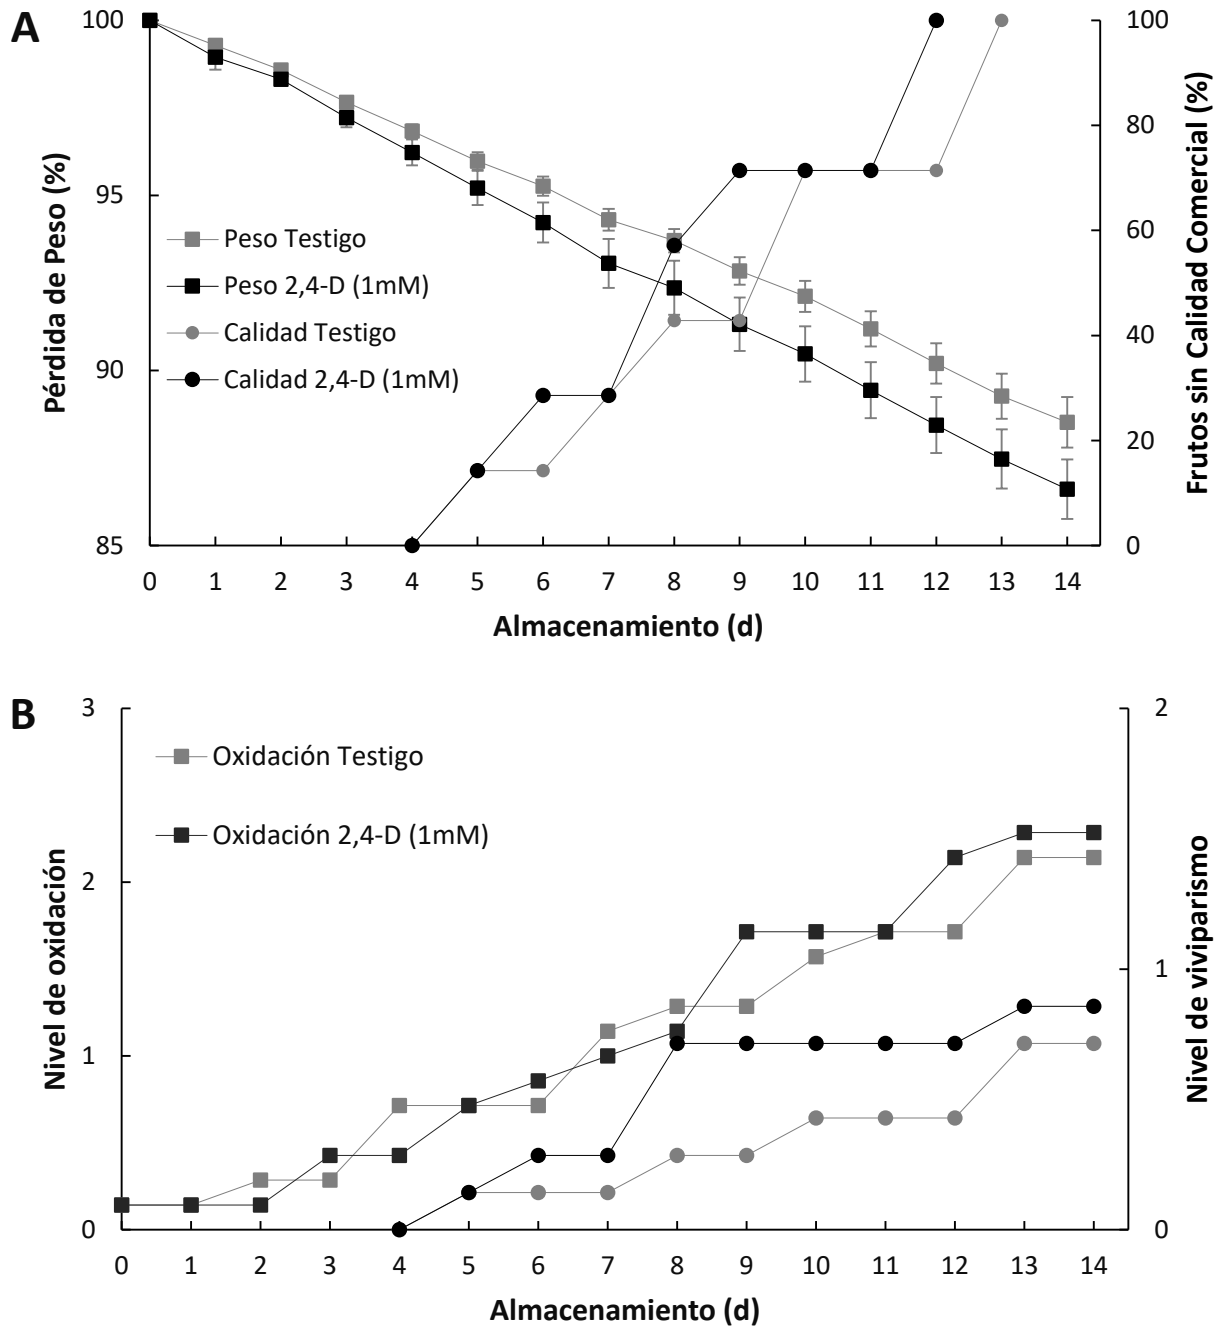 A
Pérdida de Peso (%)
100
95
90
85
Peso Testigo
Peso 2,4-D (1mM)
Calidad Testigo
Calidad 2,4-D (1mM)
100
80
60
40
20
0
Frutos sin Calidad Comercial (%)
0 1 2 3 4 5 6 7 8 9 10 11 12 13 14
Almacenamiento (d)
B
Nivel de oxidación
3
2
1
0
Oxidación Testigo
Oxidación 2,4-D (1mM)
2
1
0
Nivel de viviparismo
0 1 2 3 4 5 6 7 8 9 10 11 12 13 14
Almacenamiento (d)